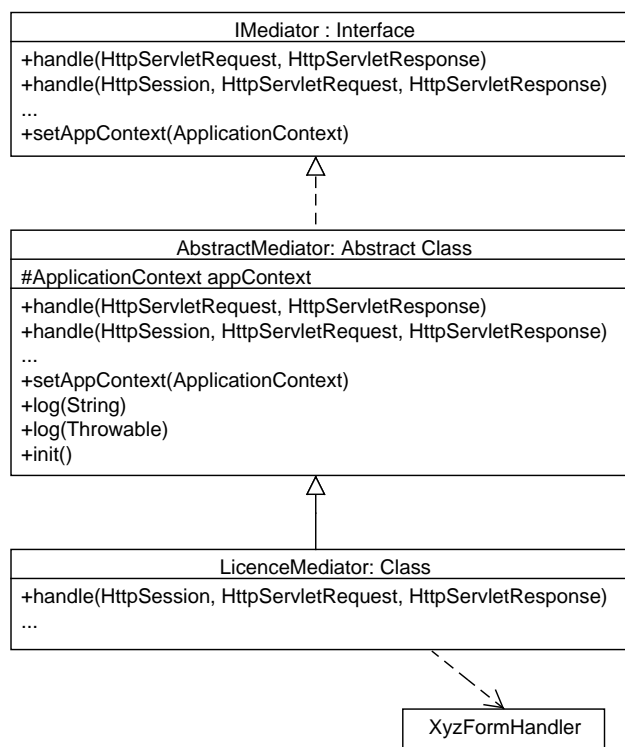 IMediator : Interface
+handle(HttpServletRequest, HttpServletResponse)
+handle(HttpSession, HttpServletRequest, HttpServletResponse)
...
+setAppContext(ApplicationContext)
AbstractMediator: Abstract Class
#ApplicationContext appContext
+handle(HttpServletRequest, HttpServletResponse)
+handle(HttpSession, HttpServletRequest, HttpServletResponse)
...
+setAppContext(ApplicationContext)
+log(String)
+log(Throwable)
+init()
LicenceMediator: Class
+handle(HttpSession, HttpServletRequest, HttpServletResponse)
...
XyzFormHandler